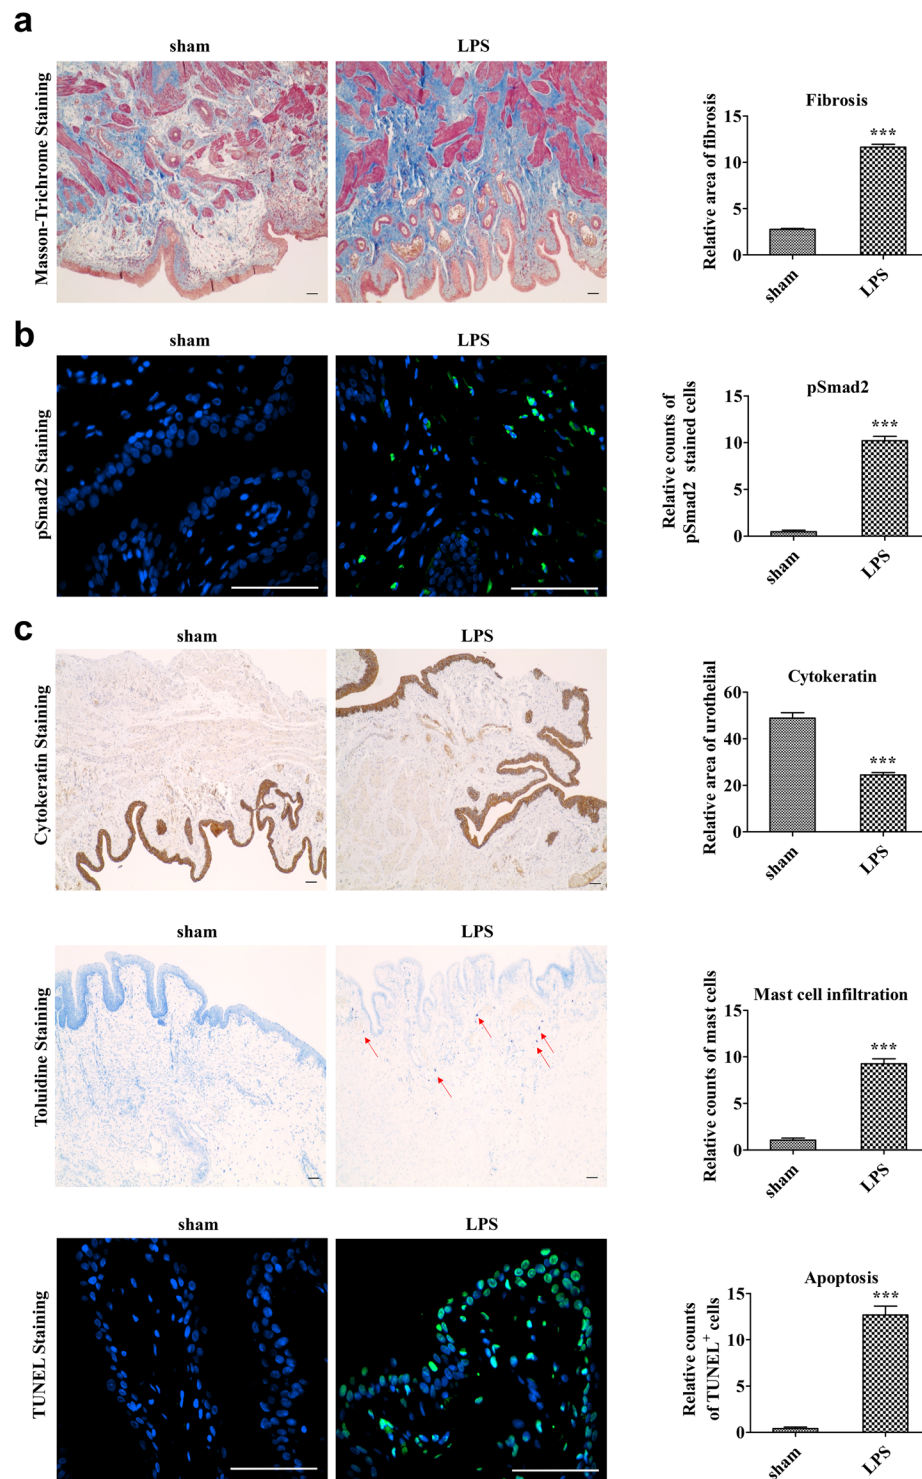 a
sham
LPS
Masson-Trichrome Staining
Fibrosis
Relative area of fibrosis
15
10
5
0
***
sham
LPS
b
sham
LPS
pSmad2 Staining
pSmad2
Relative counts of
pSmad2 stained cells
15
10
5
0
***
sham
LPS
c
sham
LPS
Cytokeratin Staining
Cytokeratin
Relative area of urothelial
60
40
20
0
***
sham
LPS
sham
LPS
Toluidine Staining
Mast cell infiltration
Relative counts of mast cells
15
10
5
0
***
sham
LPS
sham
LPS
TUNEL Staining
Apoptosis
Relative counts
of TUNEL+ cells
15
10
5
0
***
sham
LPS